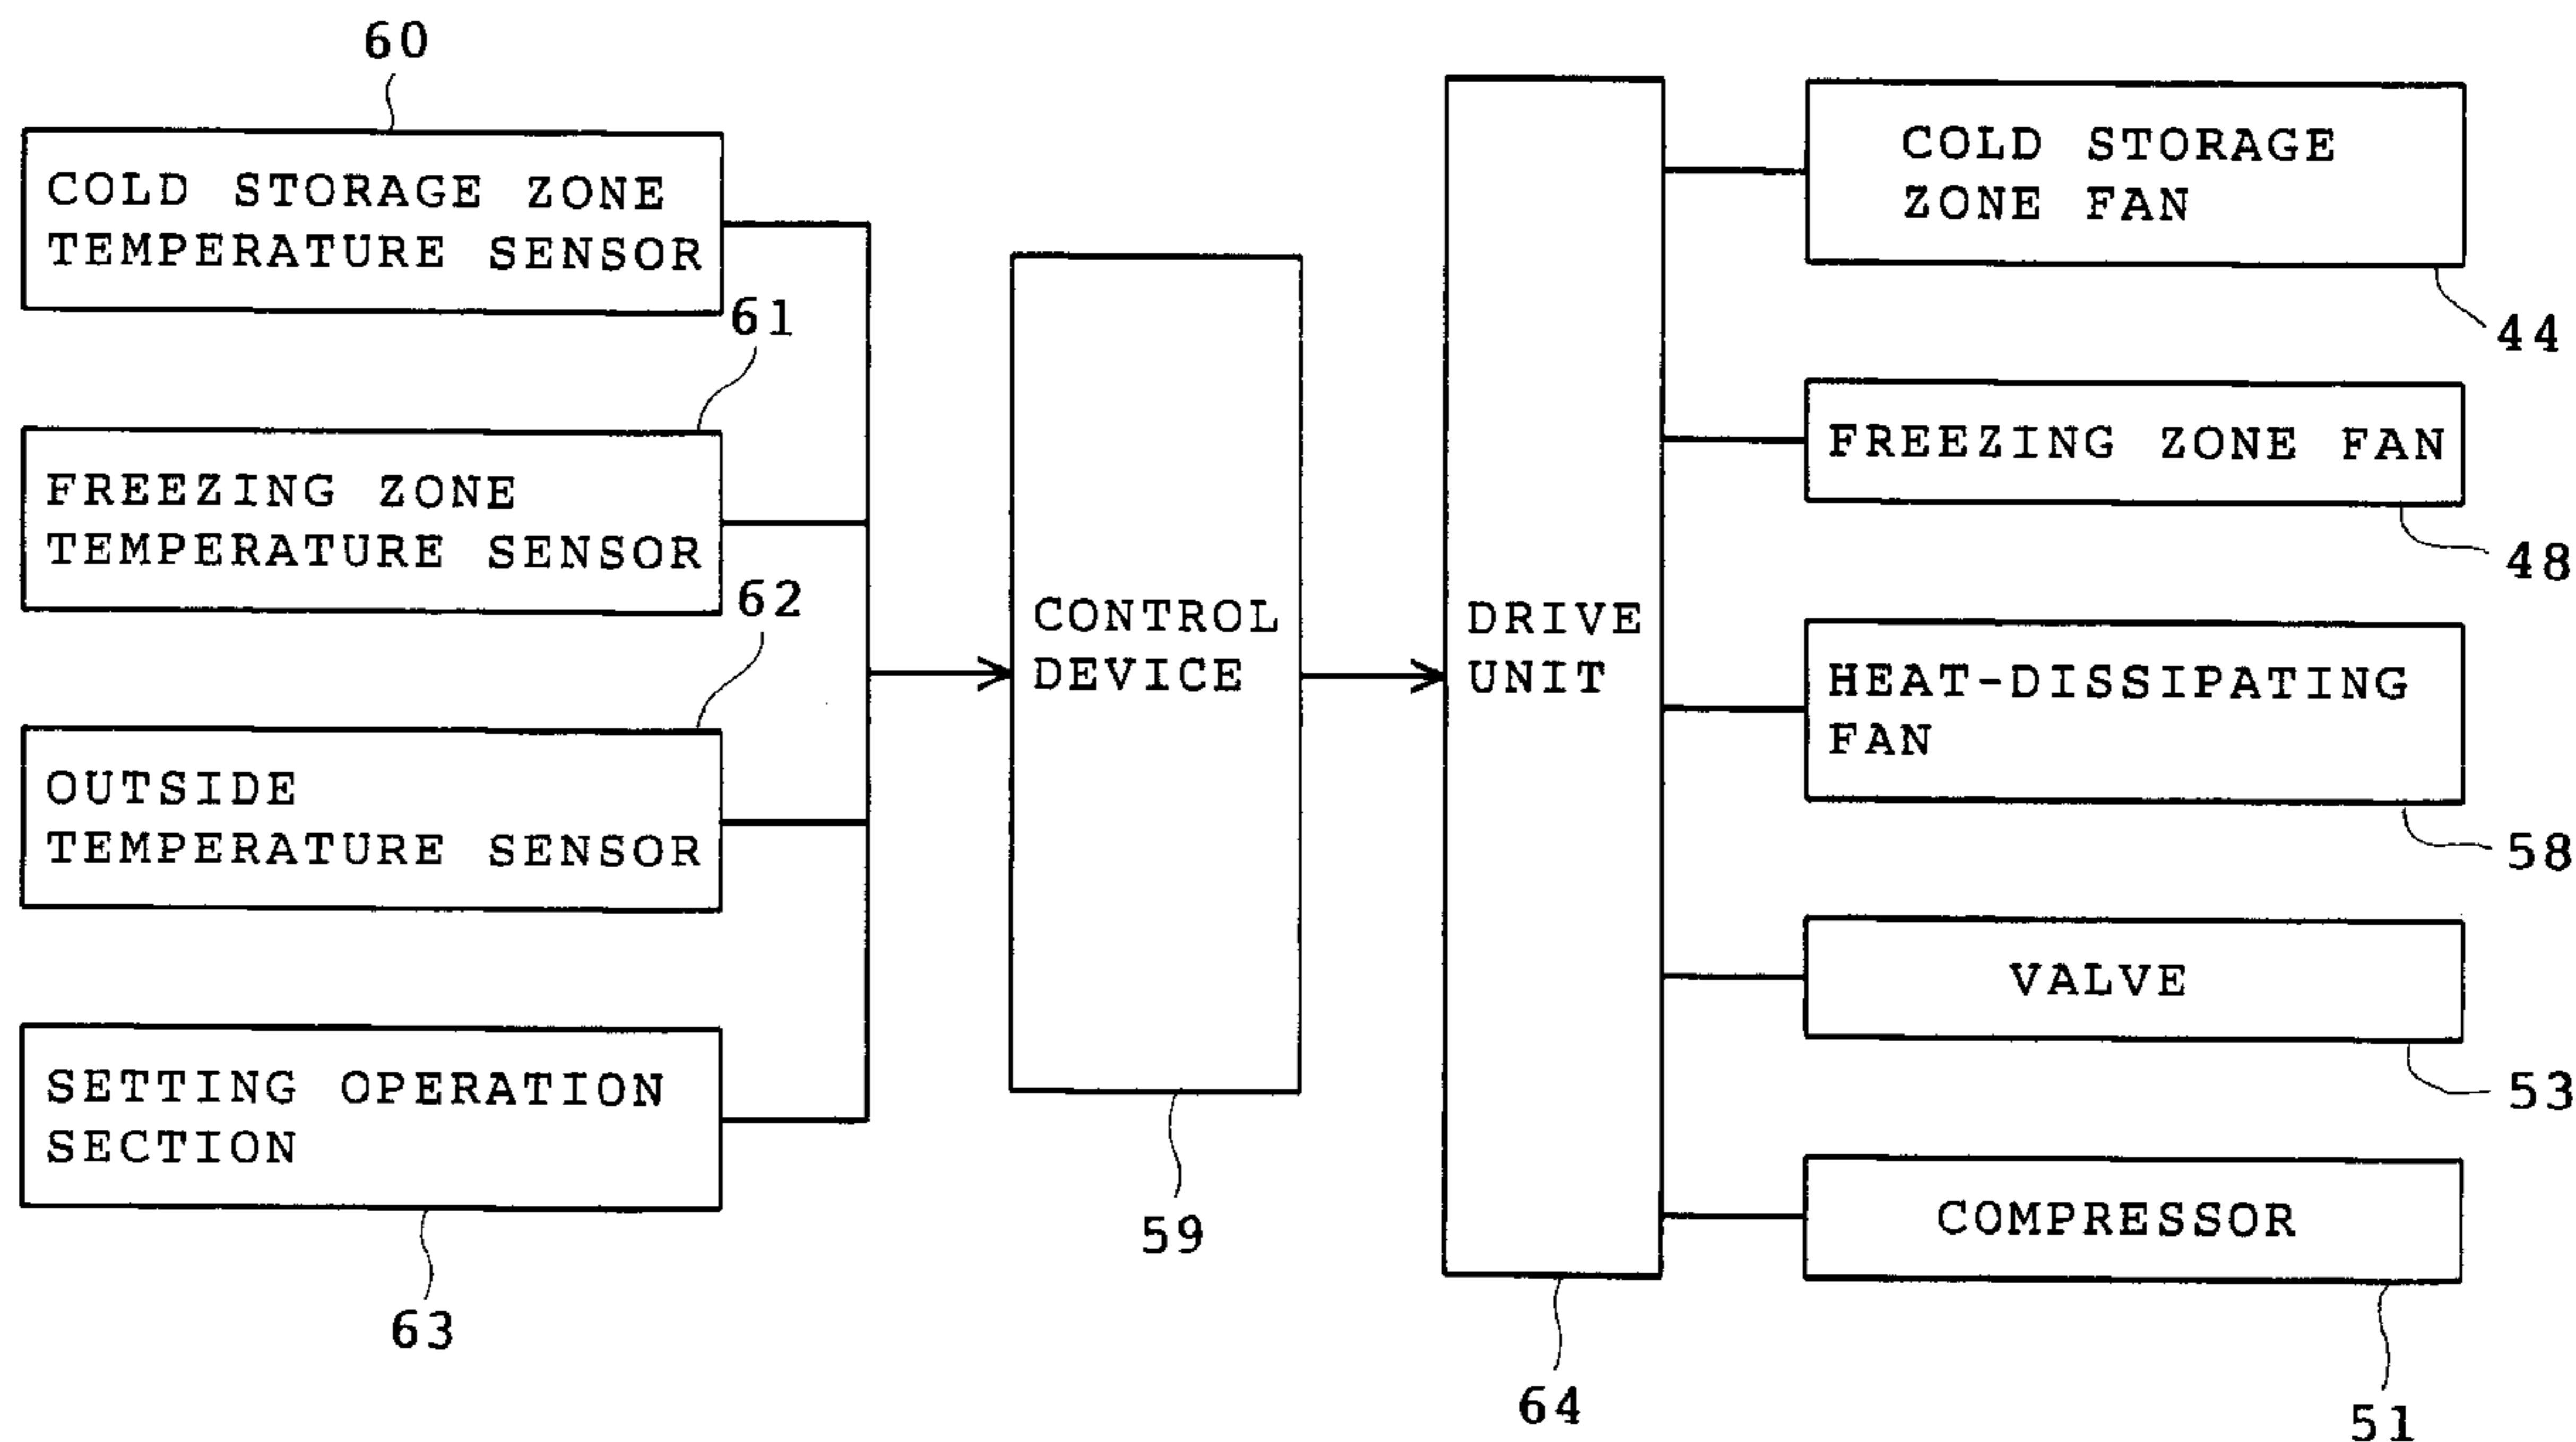 60
COLD STORAGE ZONE
TEMPERATURE SENSOR
61
FREEZING ZONE
TEMPERATURE SENSOR
62
OUTSIDE
TEMPERATURE SENSOR
SETTING OPERATION
SECTION
63
CONTROL
DEVICE
59
DRIVE
UNIT
64
COLD STORAGE
ZONE FAN
44
FREEZING ZONE FAN
48
HEAT-DISSIPATING
FAN
58
VALVE
53
COMPRESSOR
51